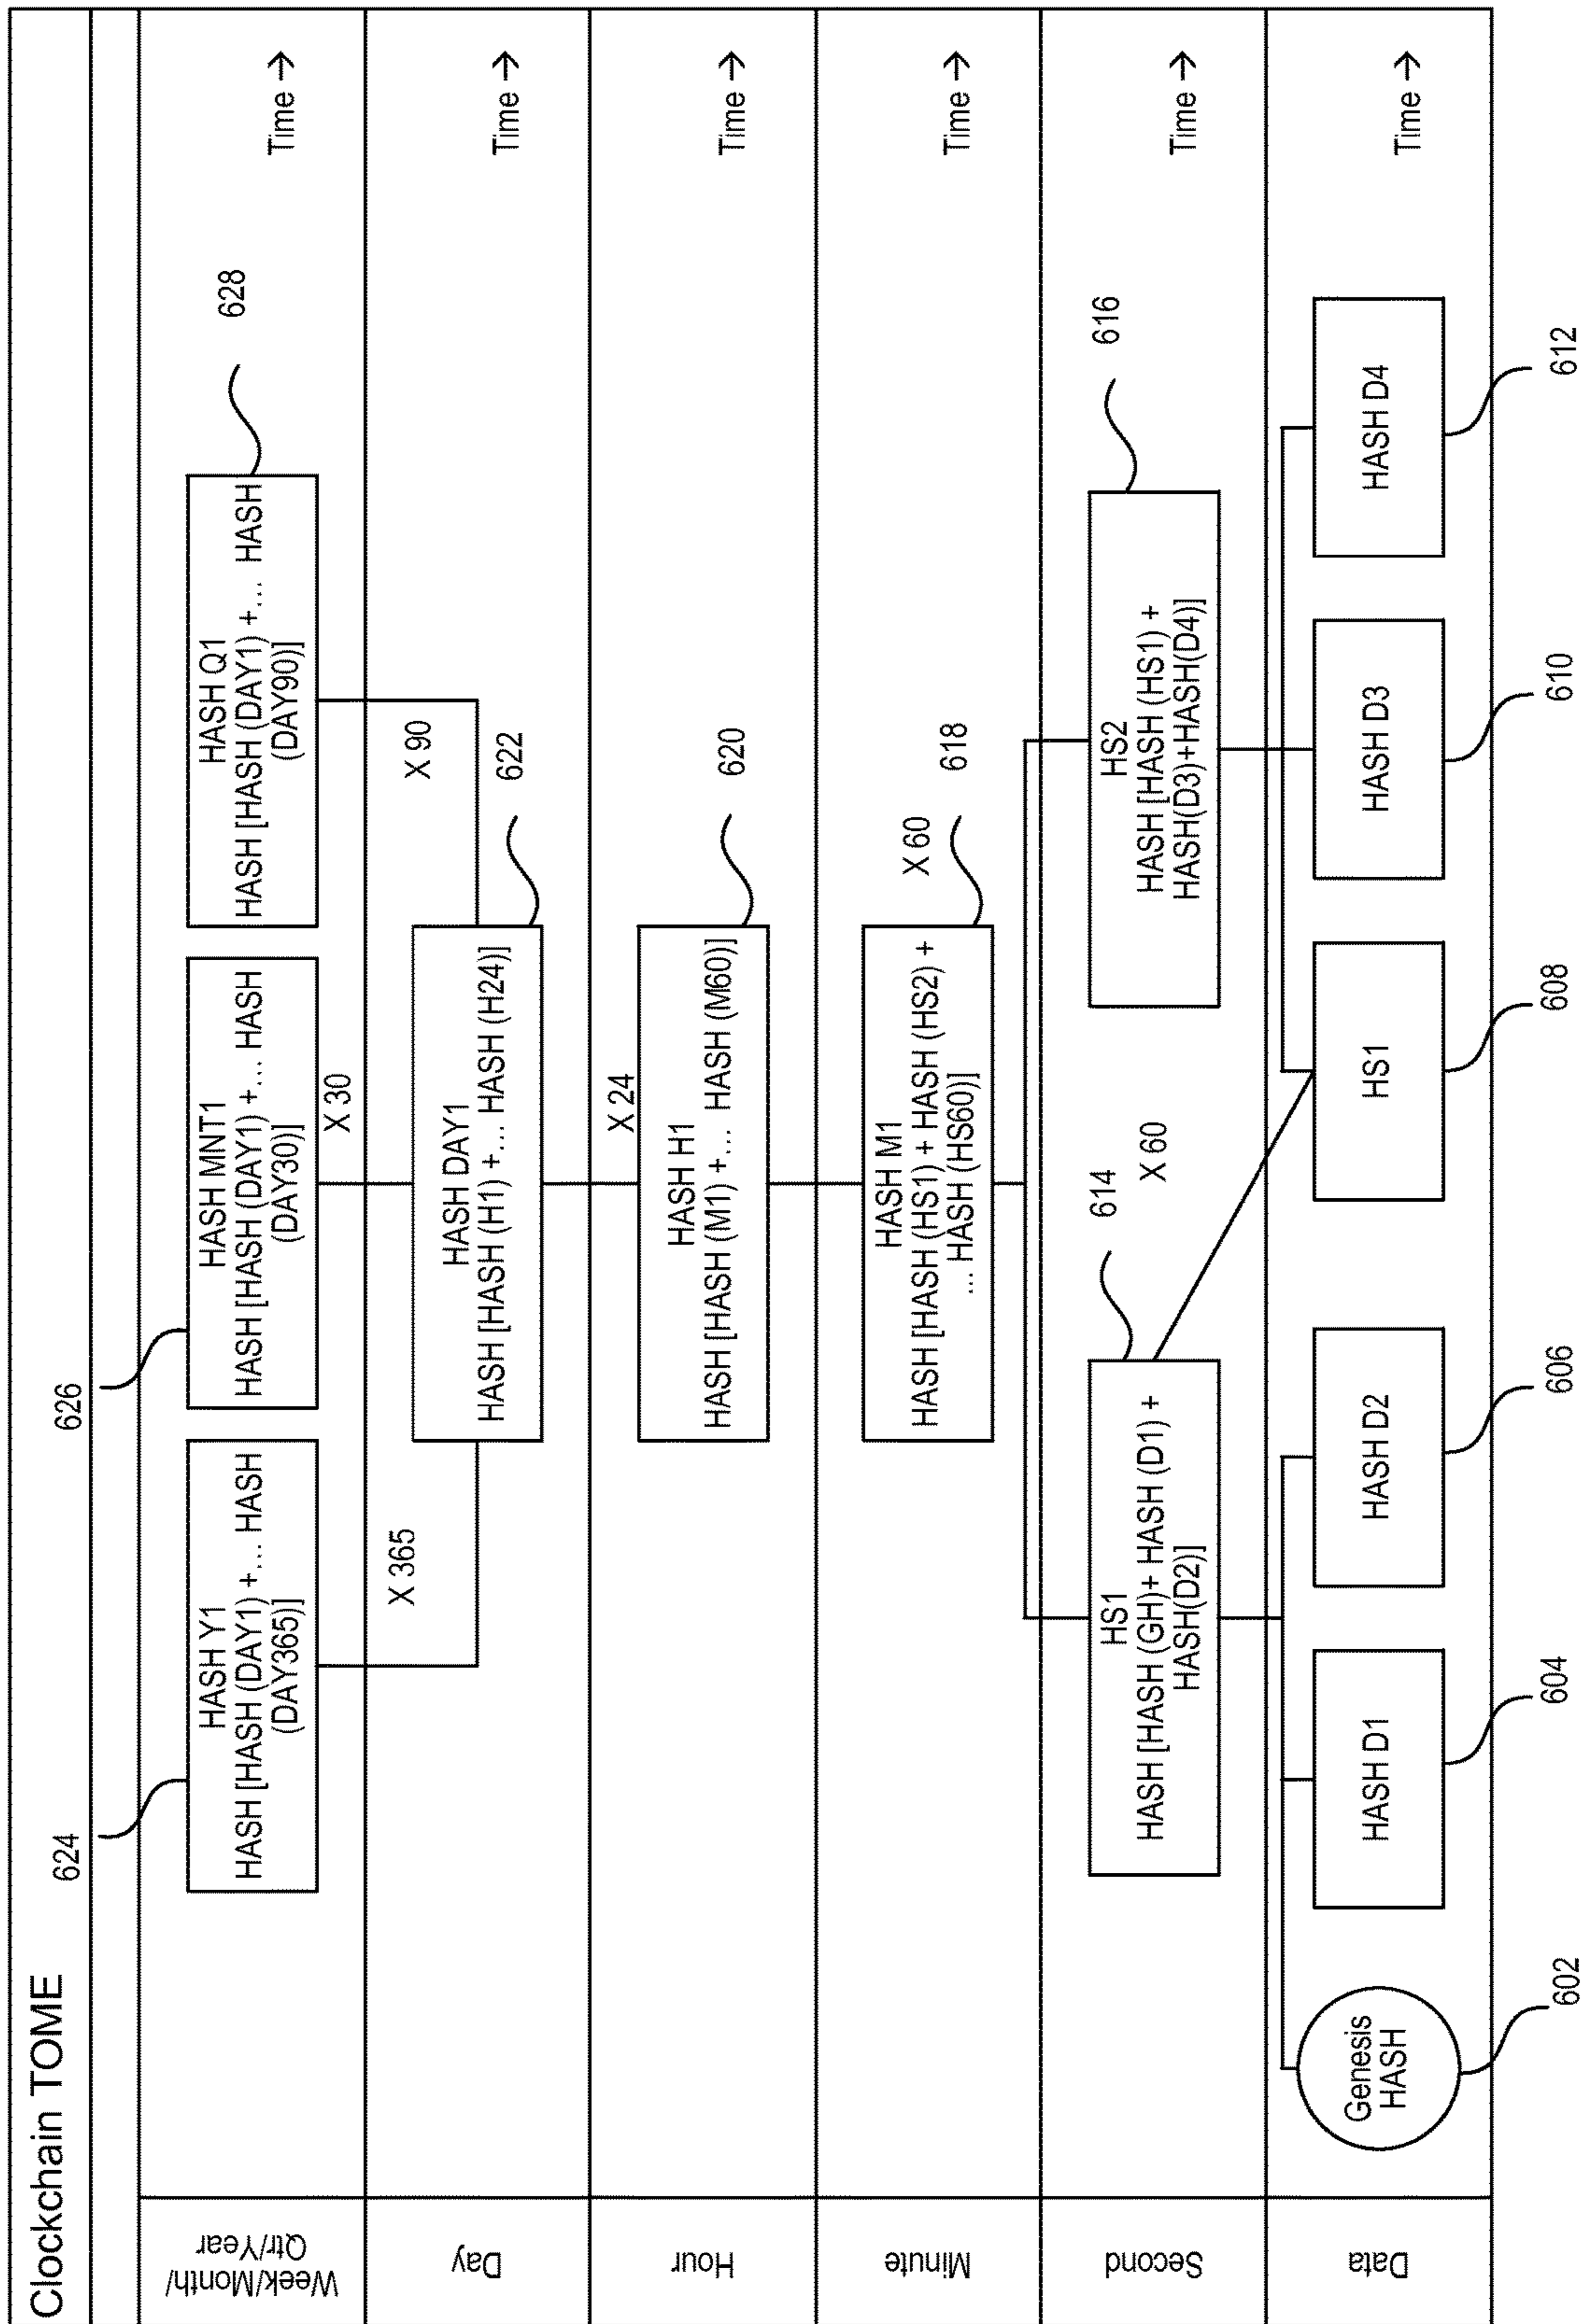 Clockchain TOME
624
626
Week/Month/
Qtr/Year
HASH Y1
HASH [HASH (DAY1) +... HASH
(DAY365)]
HASH MNT1
HASH [HASH (DAY1) +... HASH
(DAY30)]
HASH Q1
HASH [HASH (DAY1) +... HASH
(DAY90)]
628
Time →
X 30
Day
X 365
X 90
HASH DAY1
HASH [HASH (H1) +... HASH (H24)]
622
Time →
Hour
X 24
HASH H1
HASH [HASH (M1) +... HASH (M60)]
620
Time →
Minute
X 60
HASH M1
HASH [HASH (HS1) + HASH (HS2) +
... HASH (HS60)]
618
Time →
Second
HS1
HASH [HASH (GH)+ HASH (D1) +
HASH(D2)]
614
X 60
HS2
HASH [HASH (HS1) +
HASH(D3)+HASH(D4)]
616
Time →
Data
Genesis
HASH
HASH D1
HASH D2
HS1
HASH D3
HASH D4
Time →
602
604
606
608
610
612